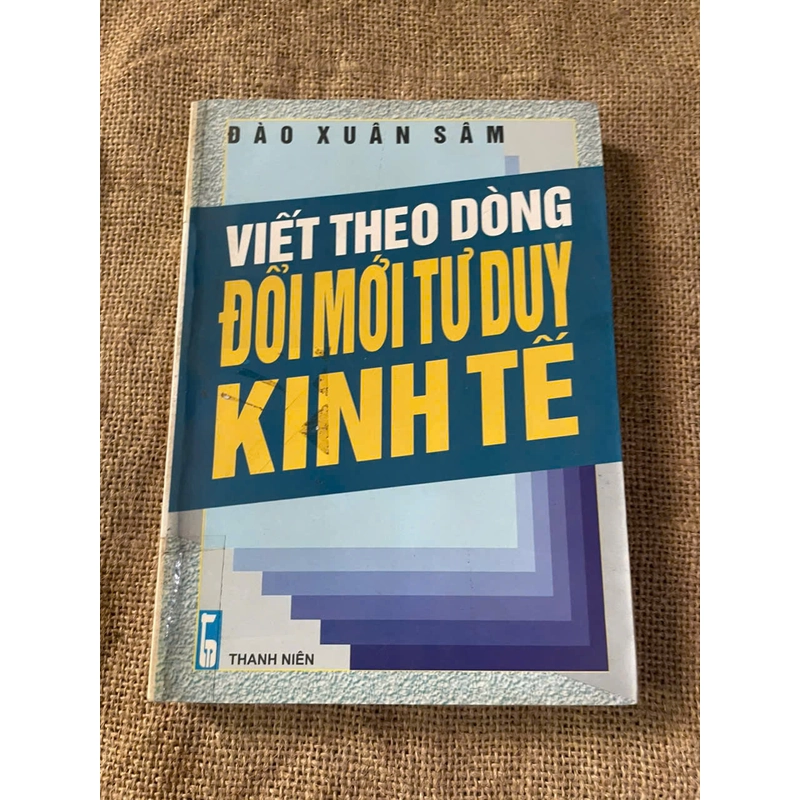 ĐÀO XUÂN SÂM
VIẾT THEO DÒNG
ĐỔI MỚI TƯ DUY
KINH TẾ
THANH NIÊN